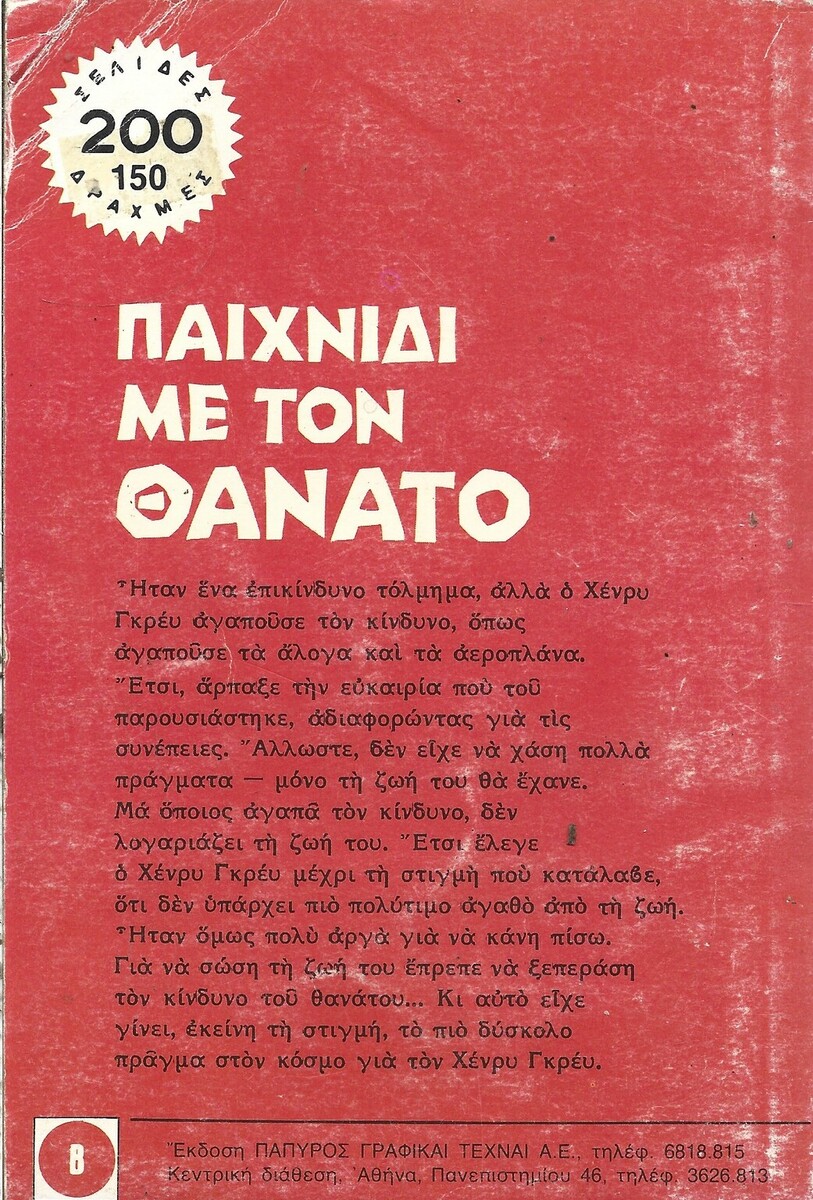 ΣΕΛΙΔΕΣ
200
150
ΔΡΑΧΜΕΣ
ΠΑΙΧΝΙΔΙ
ΜΕ ΤΟΝ
ΘΑΝΑΤΟ
Ἦταν ἕνα ἐπικίνδυνο τόλμημα, ἀλλὰ ὁ Χένρυ
Γκρέυ ἀγαποῦσε τὸν κίνδυνο, ὅπως
ἀγαποῦσε τὰ ἄλογα καὶ τὰ ἀεροπλάνα.
Ἔτσι, ἅρπαξε τὴν εὐκαιρία ποὺ τοῦ
παρουσιάστηκε, ἀδιαφορώντας γιὰ τὶς
συνέπειες. Ἄλλωστε, δὲν εἶχε νὰ χάση πολλὰ
πράγματα — μόνο τὴ ζωή του θὰ ἔχανε.
Μά ὅποιος ἀγαπᾶ τὸν κίνδυνο, δὲν
λογαριάζει τὴ ζωή του. Ἔτσι ἔλεγε
ὁ Χένρυ Γκρέυ μέχρι τὴ στιγμὴ ποὺ κατάλαβε,
ὅτι δὲν ὑπάρχει πιὸ πολύτιμο ἀγαθὸ ἀπὸ τὴ ζωή.
Ἦταν ὅμως πολὺ ἀργὰ γιὰ νὰ κάνη πίσω.
Γιὰ νὰ σώση τὴ ζωή του ἔπρεπε νὰ ξεπεράση
τὸν κίνδυνο τοῦ θανάτου... Κι αὐτὸ εἶχε
γίνει, ἐκείνη τὴ στιγμή, τὸ πιὸ δύσκολο
πρᾶγμα στὸν κόσμο γιὰ τὸν Χένρυ Γκρέυ.
8
Ἔκδοση ΠΑΠΥΡΟΣ ΓΡΑΦΙΚΑΙ ΤΕΧΝΑΙ Α.Ε., τηλέφ. 6818.815
Κεντρικὴ διάθεση, Ἀθήνα, Πανεπιστημίου 46, τηλέφ. 3626.813